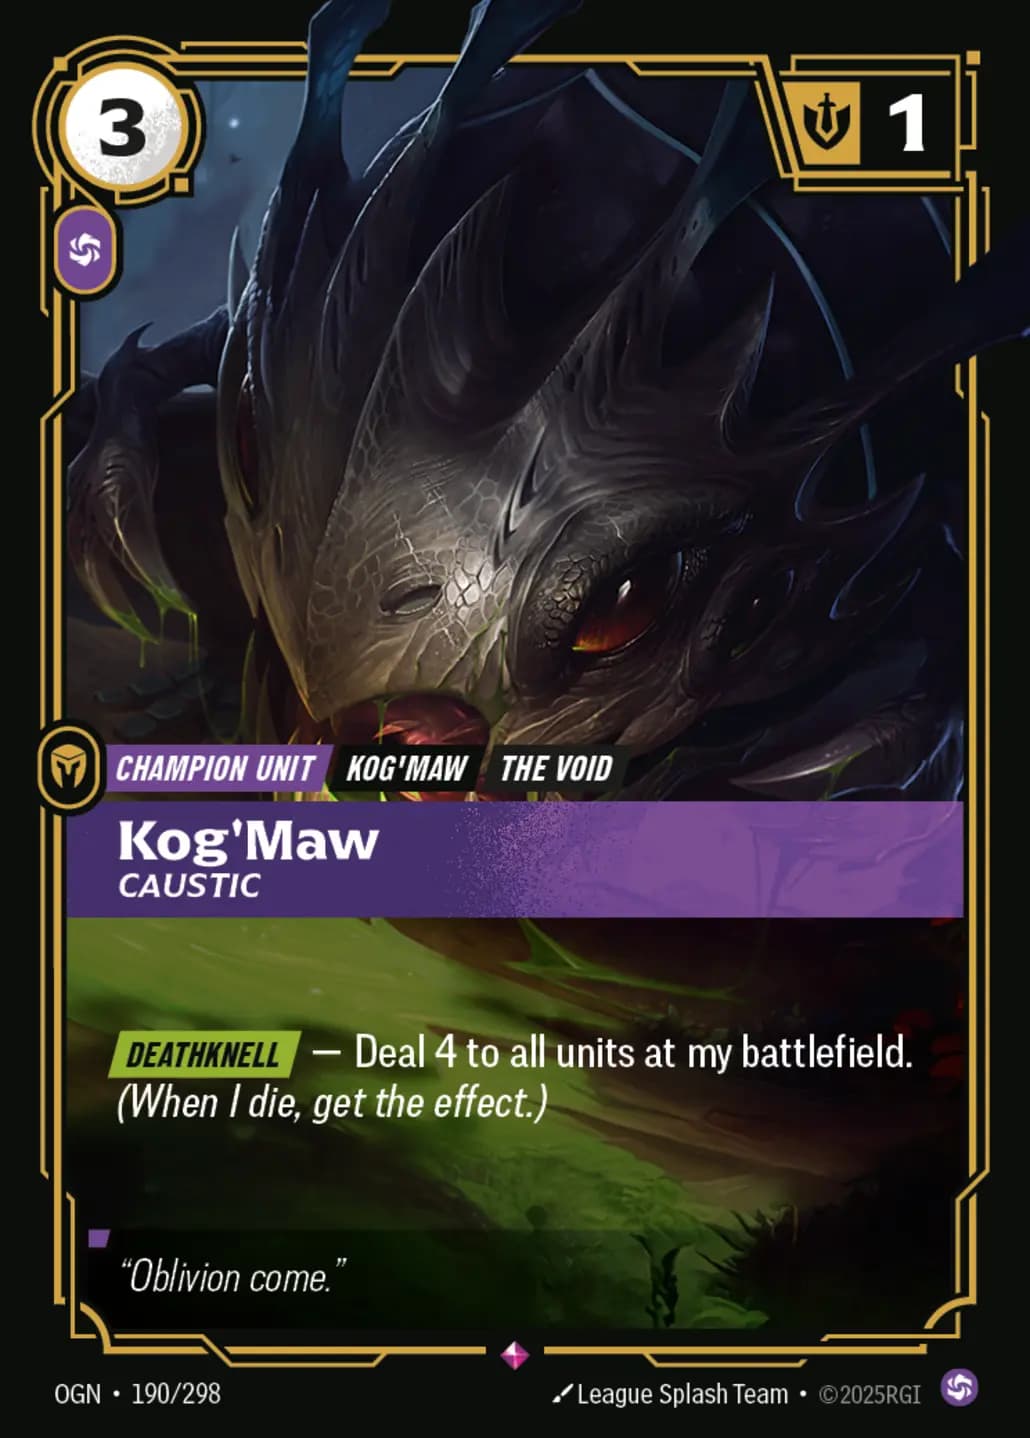 3
1
CHAMPION UNIT KOG'MAW THE VOID
Kog'Maw
CAUSTIC
DEATHKNELL — Deal 4 to all units at my battlefield.
(When I die, get the effect.)
“Oblivion come.”
OGN • 190/298 League Splash Team • ©2025RGI